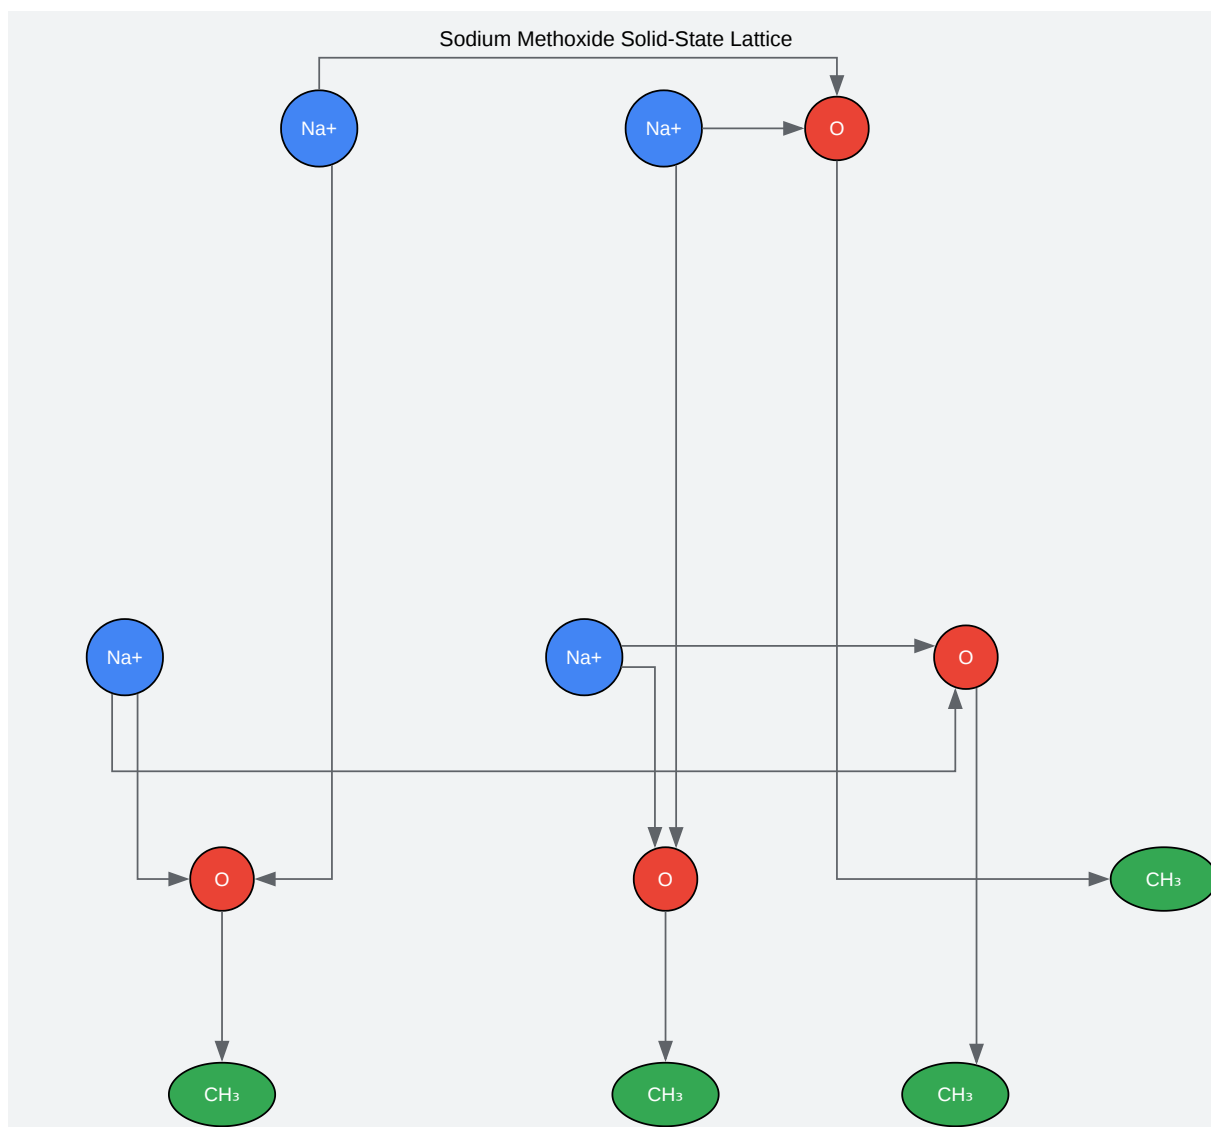 Sodium Methoxide Solid-State Lattice
Na+
Na+
O
Na+
Na+
O
O
O
CH₃
CH₃
CH₃
CH₃